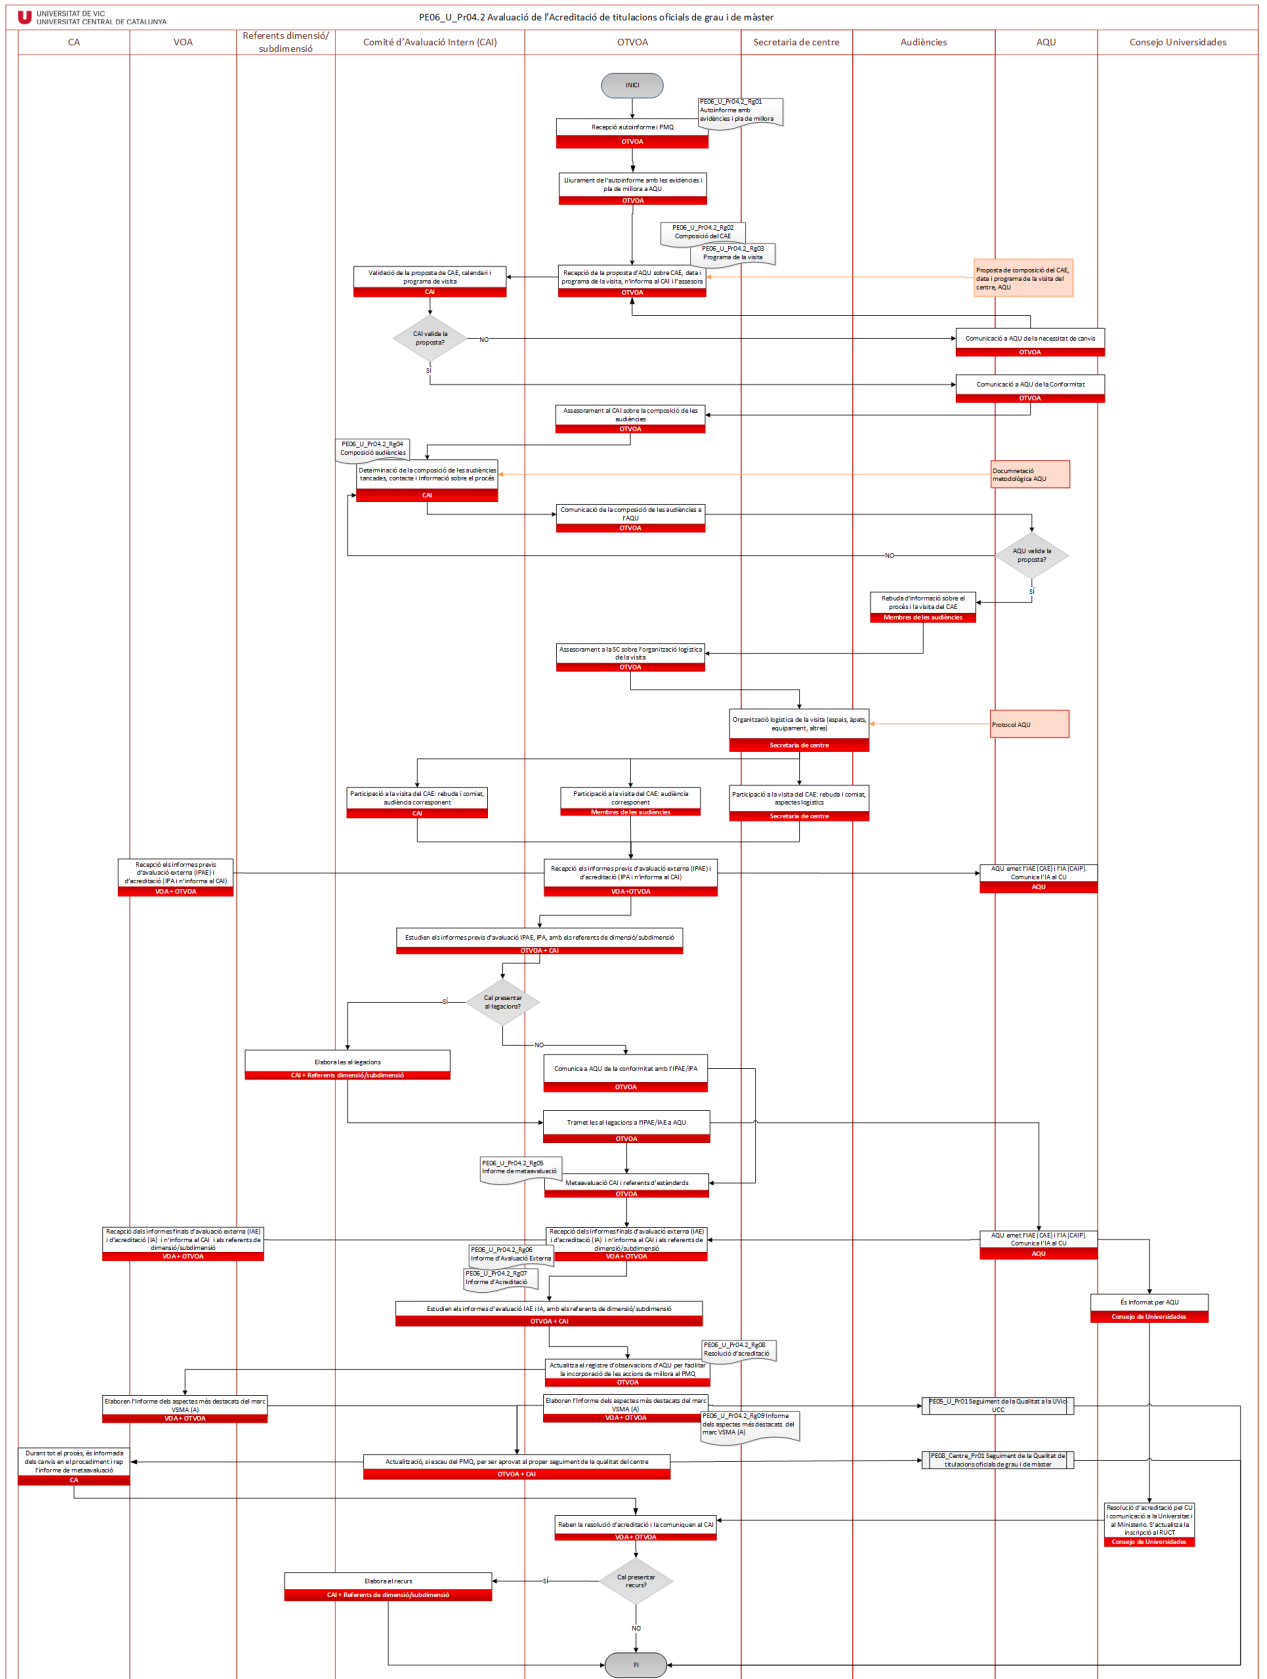 UNIVERSITAT DE VIC
UNIVERSITAT CENTRAL DE CATALUNYA
PE06_U_Pr04.2 Avaluació de l'Acreditació de titulacions oficials de grau i de màster
CA
VOA
Referents dimensió/
subdimensió
Comité d'Avaluació Intern (CAI)
OTVOA
Secretaria de centre
Audiències
AQU
Consejo Universidades
INICI
PE06_U_Pr04.2_Rg01
Autoinforme amb
evidències i pla de millora
Recepció autoinforme i PMQ
OTVOA
Lliurament de l'autoinforme amb les evidències i
pla de millora a AQU
OTVOA
PE06_U_Pr04.2_Rg02
Composició del CAE
PE06_U_Pr04.2_Rg03
Programa de la visita
Validació de la proposta de CAE, calendari i
programa de visita
CAI
Recepció de la proposta d'AQU sobre CAE, data i
programa de la visita, n'informa al CAI i l'assesora
OTVOA
Proposta de composició del CAE,
data i programa de la visita del
centre, AQU
CAI valida la
proposta?
NO
Comunicació a AQU de la necessitat de canvis
OTVOA
SÍ
Comunicació a AQU de la Conformitat
OTVOA
Assesorament al CAI sobre la composició de les
audiències
OTVOA
PE06_U_Pr04.2_Rg04
Composició audiències
Determinació de la composició de les audiències
tancades, contacte i informació sobre el procés
CAI
Documnetació
metodològica AQU
Comunicació de la composició de les audiències a
l'AQU
OTVOA
AQU valida la
proposta?
NO
SÍ
Rebuda d'informació sobre el
procés i la visita del CAE
Membres de les audiències
Assesorament a la SC sobre l'organització logística
de la visita
OTVOA
Organització logística de la visita (espais, àpats,
equipament, altres)
Secretaria de centre
Protocol AQU
Participació a la visita del CAE: rebuda i comiat,
audiència corresponent
CAI
Participació a la visita del CAE: audiència
corresponent
Membres de les audiències
Participació a la visita del CAE: rebuda i comiat,
aspectes logístics
Secretaria de centre
Recepció els informes previs
d'avaluació externa (IPAE) i
d'acreditació (IPA i n'informa al CAI)
VOA + OTVOA
Recepció els informes previs d'avaluació externa (IPAE) i
d'acreditació (IPA i n'informa al CAI)
VOA +OTVOA
AQU emet l'IAE (CAE) i l'IA (CAIP).
Comunica l'IA al CU
AQU
Estudien els informes previs d'avaluació IPAE, IPA, amb els referents de dimensió/subdimensió
OTVOA + CAI
Cal presentar
al·legacions?
SÍ
NO
Elabora les al·legacions
CAI + Referents dimensió/subdimensió
Comunica a AQU de la conformitat amb l'IPAE/IPA
OTVOA
Tramet les al·legacions a l'IPAE/IAE a AQU
OTVOA
PE06_U_Pr04.2_Rg05
Informe de metaavaluació
Metaavaluació CAI i referents d'estàndards
OTVOA
Recepció dels informes finals d'avaluació externa (IAE)
i d'acreditació (IA) i n'informa al CAI i als referents de
dimensió/subdimensió
VOA + OTVOA
Recepció dels informes finals d'avaluació externa (IAE)
i d'acreditació (IA) i n'informa al CAI i als referents de
dimensió/subdimensió
VOA + OTVOA
AQU emet l'IAE (CAE) i l'IA (CAIP).
Comunica l'IA al CU
AQU
PE06_U_Pr04.2_Rg06
Informe d'Avaluació Externa
PE06_U_Pr04.2_Rg07
Informe d'Acreditació
És informat per AQU
Consejo de Universidades
Estudien els informes d'avaluació IAE i IA, amb els referents de dimensió/subdimensió
OTVOA + CAI
PE06_U_Pr04.2_Rg08
Resolució d'acreditació
Actualitza el registre d'observacions d'AQU per facilitar
la incorporació de les accions de millora al PMQ
OTVOA
Elaboren l'Informe dels aspectes més destacats del marc
VSMA (A)
VOA + OTVOA
Elaboren l'Informe dels aspectes més destacats del marc
VSMA (A)
VOA + OTVOA
PE06_U_Pr04.2_Rg09 Informe
dels aspectes més destacats del
marc VSMA (A)
PE05_U_Pr01 Seguiment de la Qualitat a la UVic
UCC
Durant tot el procés, és informada
dels canvis en el procediment i rep
l'informe de metaavaluació
CA
Actualització, si escau del PMQ, per ser aprovat al proper seguiment de la qualitat del centre
OTVOA + CAI
PE08_Centre_Pr01 Seguiment de la Qualitat de
titulacions oficials de grau i de màster
Resolució d'acreditació pel CU
i comunicació a la Universitat i
al Ministerio. S'actualitza la
inscripció al RUCT
Consejo de Universidades
Reben la resolució d'acreditació i la comuniquen al CAI
VOA + OTVOA
Cal presentar
recurs?
SÍ
Elabora el recurs
CAI + Referents de dimensió/subdimensió
NO
FI